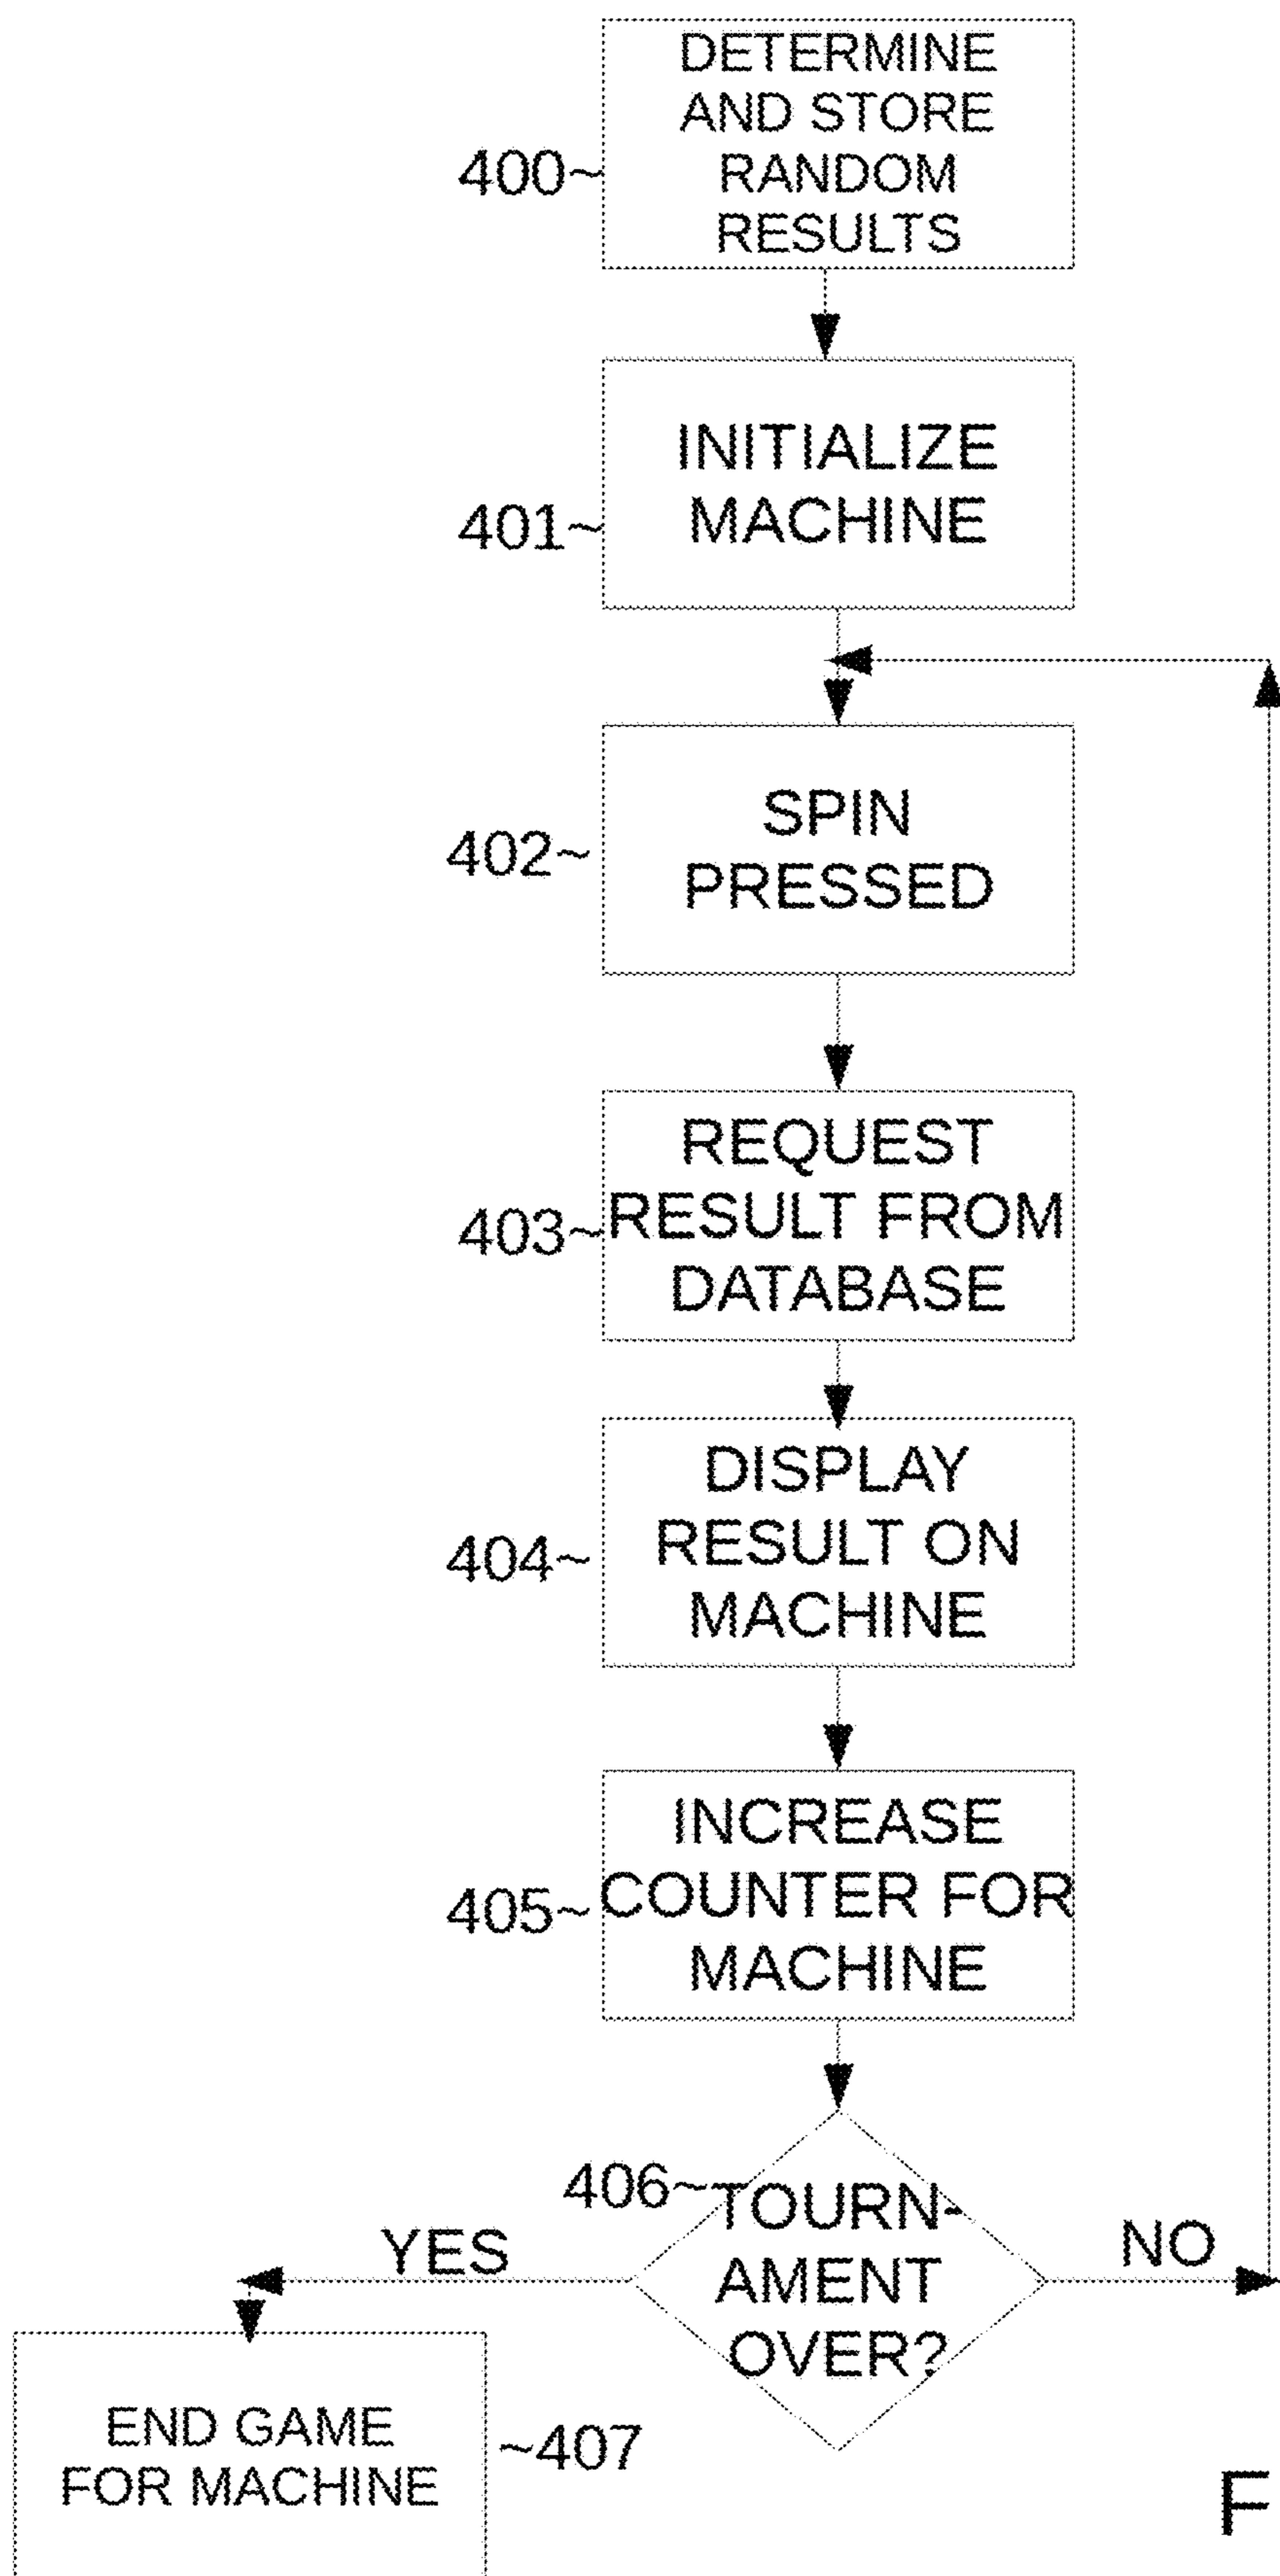 DETERMINE
AND STORE
RANDOM
RESULTS
400~
INITIALIZE
MACHINE
401~
SPIN
PRESSED
402~
REQUEST
RESULT FROM
DATABASE
403~
DISPLAY
RESULT ON
MACHINE
404~
INCREASE
COUNTER FOR
MACHINE
405~
406~
TOURN-
AMENT
OVER?
YES
NO
END GAME
FOR MACHINE
~407
F